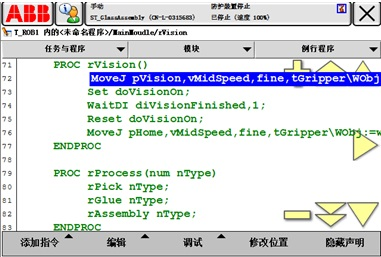 ABB
手动
防护装置停止
ST_GlassAssembly (CN-L-0315683)
已停止 (速度 100%)
T_ROB1 内的<未命名程序>/MainMoudle/rVision
任务与程序
模块
例行程序
71 PROC rVision()
72 MoveJ pVision,vMidSpeed,fine,tGripper\WObj
73 Set doVisionOn;
74 WaitDI diVisionFinished,1;
75 Reset doVisionOn;
76 MoveJ pHome,vMidSpeed,fine,tGripper\WObj:=w
77 ENDPROC
78
79 PROC rProcess(num nType)
80 rPick nType;
81 rGlue nType;
82 rAssembly nType;
83 ENDPROC
添加指令
编辑
调试
修改位置
隐藏声明